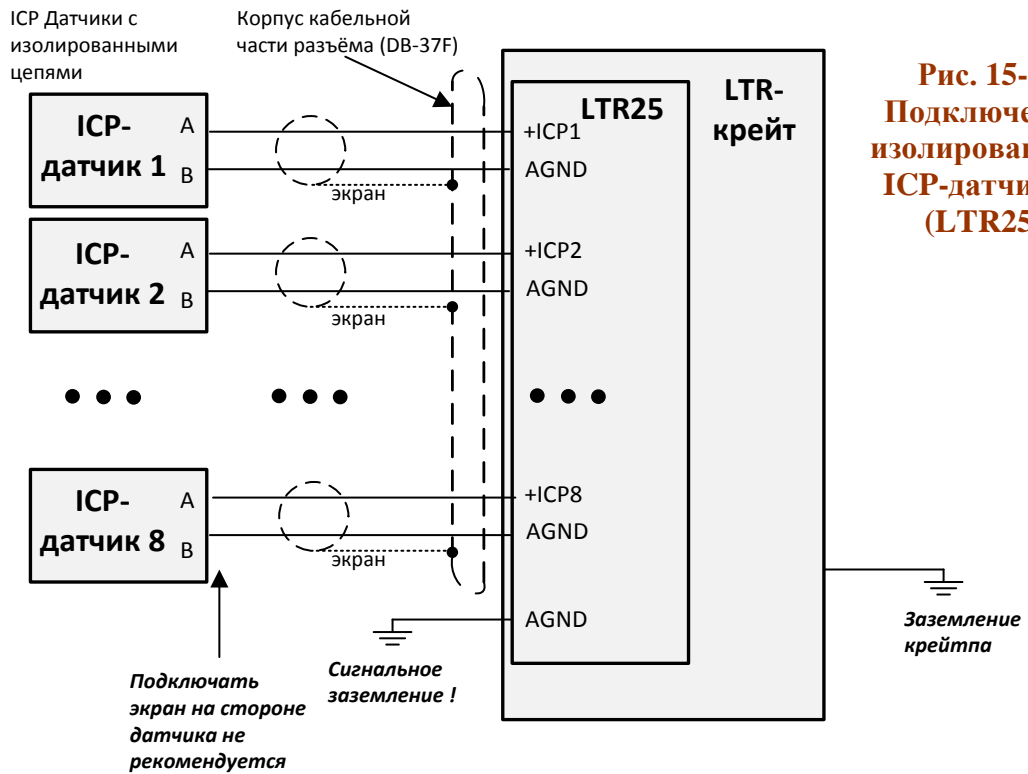 ICP Датчики с
изолированными
цепями
Корпус кабельной
части разъёма (DB-37F)
ICP-
датчик 1
A
B
экран
LTR25
+ICP1
AGND
LTR-
крейт
Рис. 15-
Подключе
изолирован
ICP-датчи
(LTR25
ICP-
датчик 2
A
B
экран
+ICP2
AGND
ICP-
датчик 8
A
B
экран
+ICP8
AGND
AGND
Подключать
экран на стороне
датчика не
рекомендуется
Сигнальное
заземление !
Заземление
крейтпа